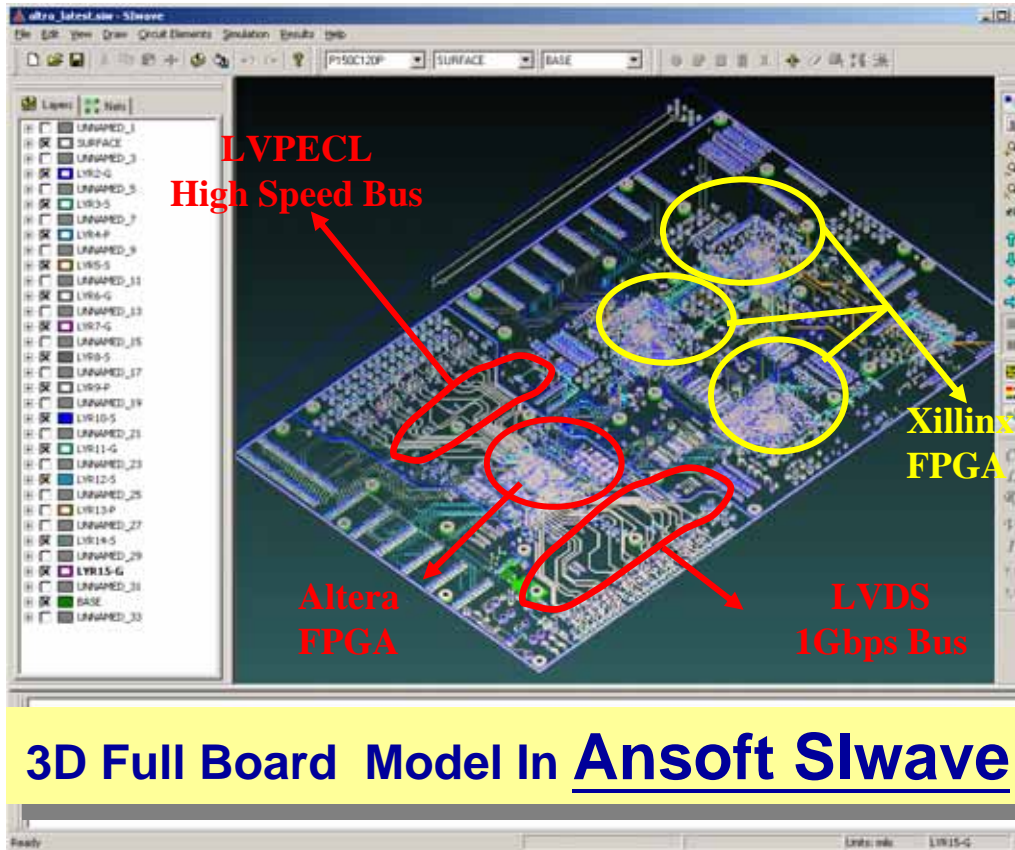 altro_latest.siw - SIwave
File Edit View Draw Circuit Elements Simulation Results Help
P150C120P SURFACE BASE
Layers Nets
UNNAMED_1
SURFACE
UNNAMED_3
LYR2-G
UNNAMED_5
LYR3-S
UNNAMED_7
LYR4-P
UNNAMED_9
LYR5-S
UNNAMED_11
LYR6-G
UNNAMED_13
LYR7-G
UNNAMED_15
LYR8-S
UNNAMED_17
LYR9-P
UNNAMED_19
LYR10-S
UNNAMED_21
LYR11-G
UNNAMED_23
LYR12-S
UNNAMED_25
LYR13-P
UNNAMED_27
LYR14-S
UNNAMED_29
LYR15-G
UNNAMED_31
BASE
UNNAMED_33
LVPECL
High Speed Bus
Xillinx
FPGA
Altera
FPGA
LVDS
1Gbps Bus
3D Full Board Model In Ansoft SIwave
Ready
Units: mils LYR15-G